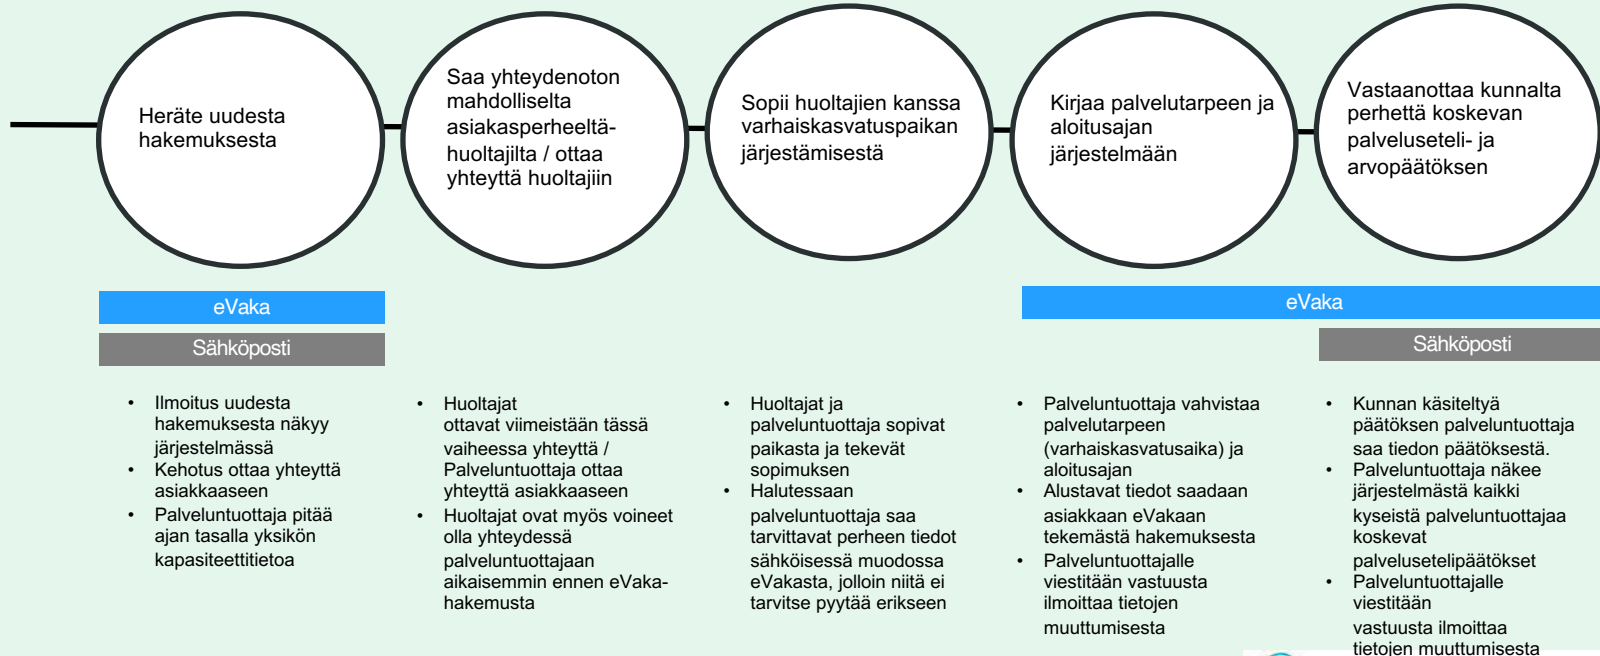 Heräte uudesta
hakemuksesta
Saa yhteydenoton
mahdolliselta
asiakasperheeltä-
huoltajilta / ottaa
yhteyttä huoltajiin
Sopii huoltajien kanssa
varhaiskasvatuspaikan
järjestämisestä
Kirjaa palvelutarpeen ja
aloitusajan
järjestelmään
Vastaanottaa kunnalta
perhettä koskevan
palveluseteli- ja
arvopäätöksen
eVaka
Sähköposti
eVaka
Sähköposti
• Ilmoitus uudesta
hakemuksesta näkyy
järjestelmässä
• Kehotus ottaa yhteyttä
asiakkaaseen
• Palveluntuottaja pitää
ajan tasalla yksikön
kapasiteettitietoa
• Huoltajat
ottavat viimeistään tässä
vaiheessa yhteyttä /
Palveluntuottaja ottaa
yhteyttä asiakkaaseen
• Huoltajat ovat myös voineet
olla yhteydessä
palveluntuottajaan
aikaisemmin ennen eVaka-
hakemusta
• Huoltajat ja
palveluntuottaja sopivat
paikasta ja tekevät
sopimuksen
• Halutessaan
palveluntuottaja saa
tarvittavat perheen tiedot
sähköisessä muodossa
eVakasta, jolloin niitä ei
tarvitse pyytää erikseen
• Palveluntuottaja vahvistaa
palvelutarpeen
(varhaiskasvatusaika) ja
aloitusajan
• Alustavat tiedot saadaan
asiakkaan eVakaan
tekemästä hakemuksesta
• Palveluntuottajalle
viestitään vastuusta
ilmoittaa tietojen
muuttumisesta
• Kunnan käsiteltyä
päätöksen palveluntuottaja
saa tiedon päätöksestä.
• Palveluntuottaja näkee
järjestelmästä kaikki
kyseistä palveluntuottajaa
koskevat
palvelusetelipäätökset
• Palveluntuottajalle
viestitään
vastuusta ilmoittaa
tietojen muuttumisesta